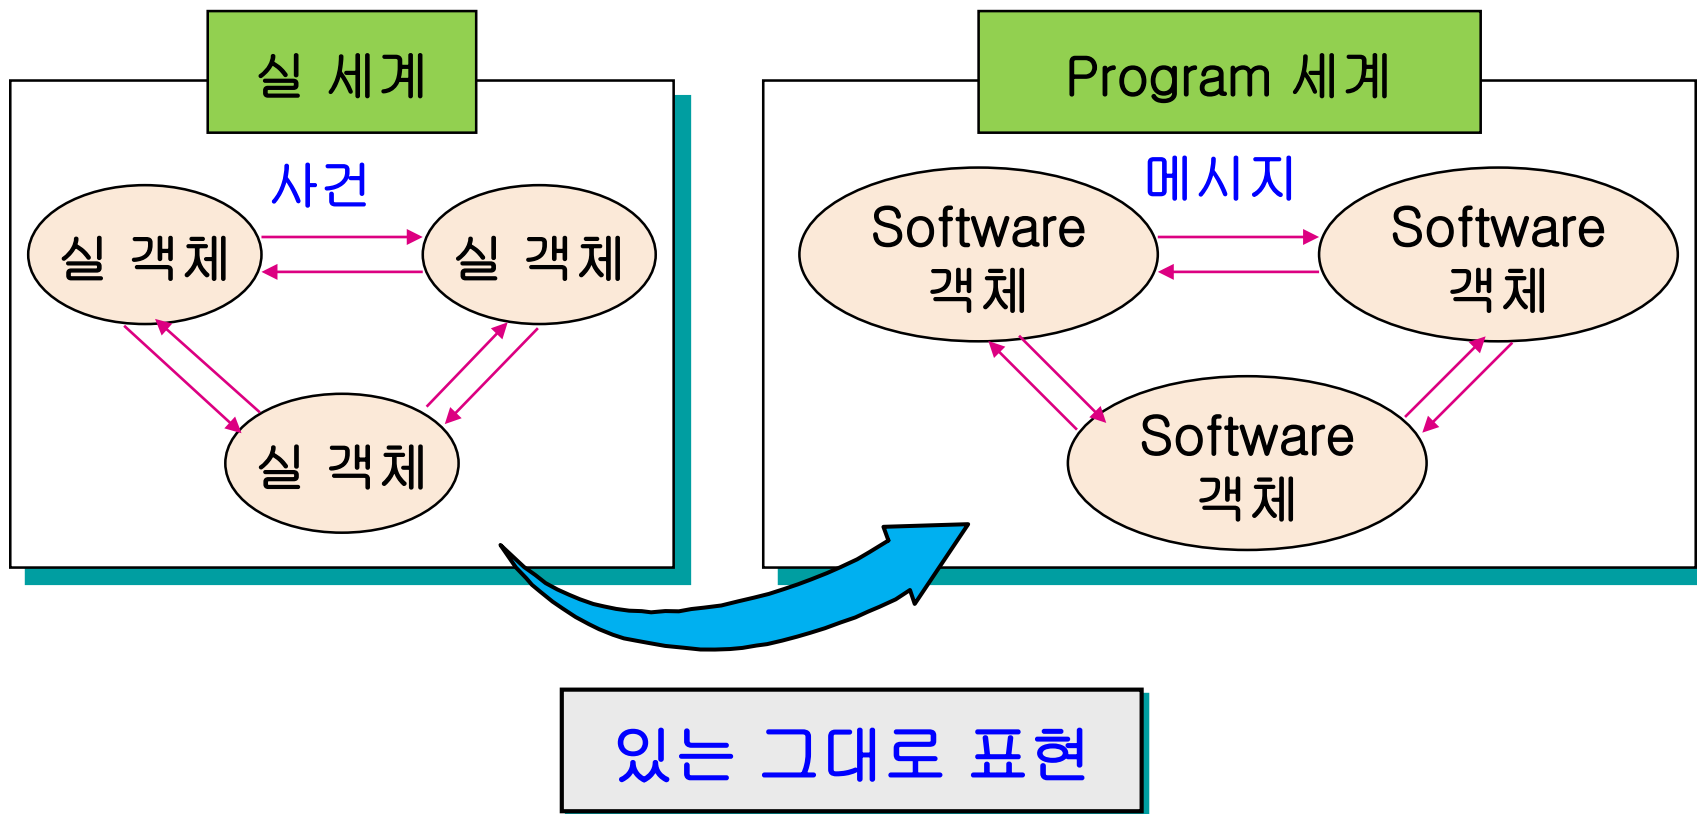 실 세계
사건
실 객체
실 객체
실 객체
Program 세계
메시지
Software
객체
Software
객체
Software
객체
있는 그대로 표현